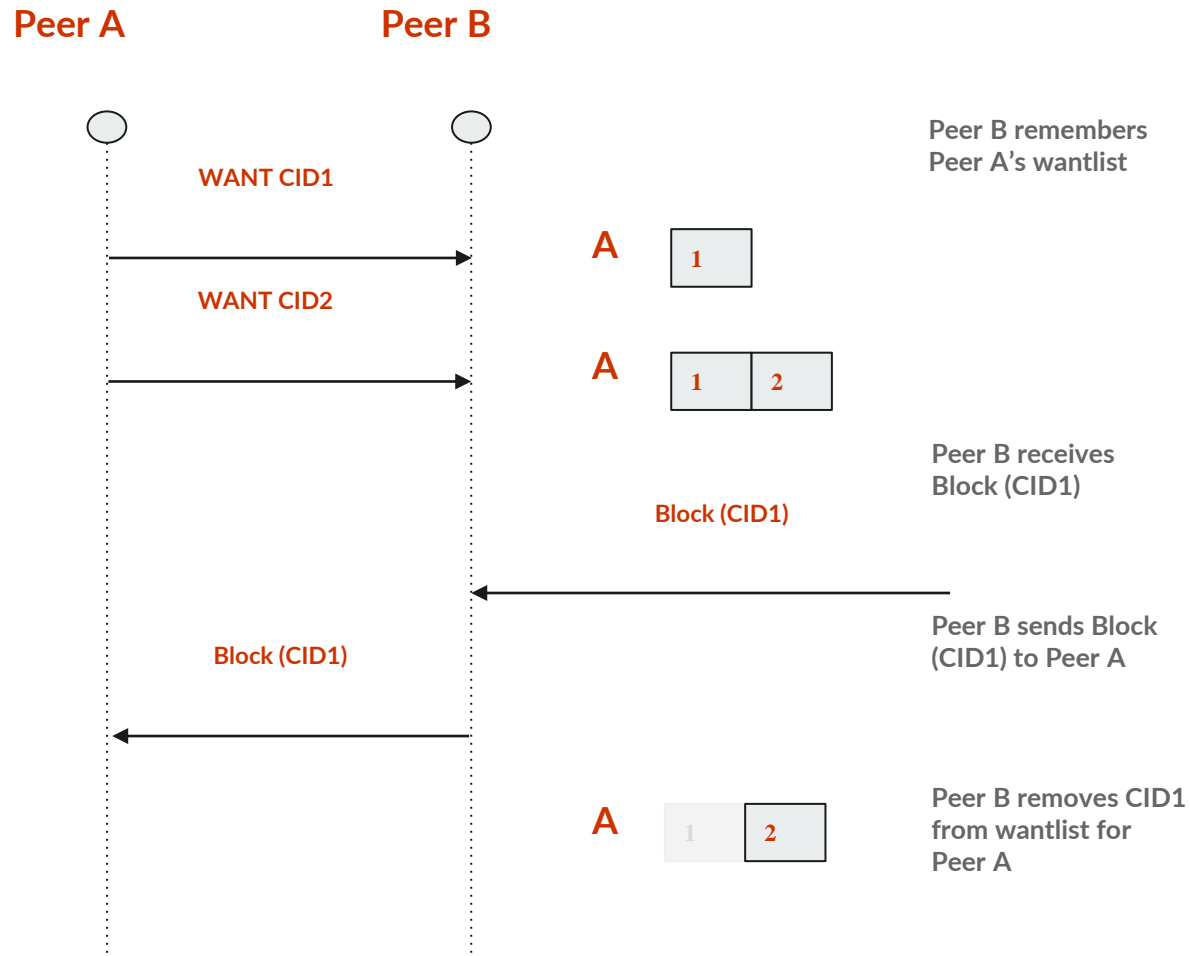 Peer A
Peer B
Peer B remembers
Peer A’s wantlist
WANT CID1
A
1
WANT CID2
A
1
2
Peer B receives
Block (CID1)
Block (CID1)
Peer B sends Block
(CID1) to Peer A
Block (CID1)
Peer B removes CID1
from wantlist for
Peer A
A
1
2